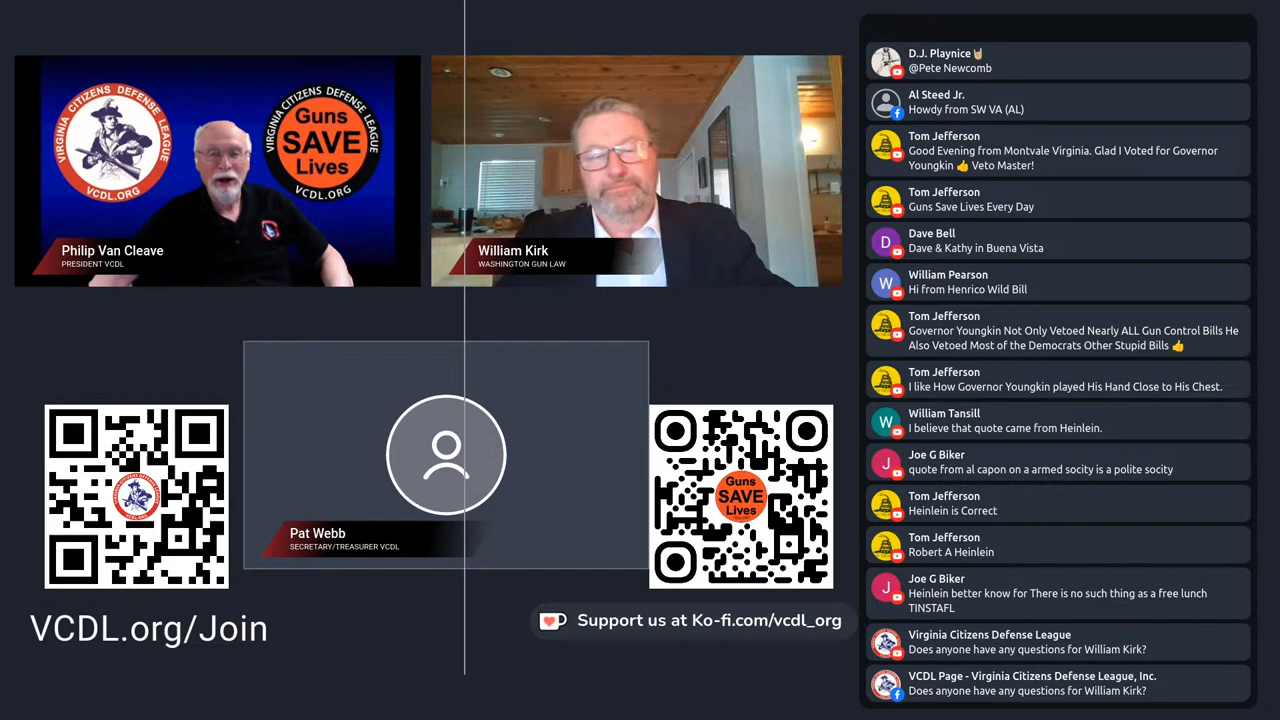 VIRGINIA CITIZENS DEFENSE LEAGUE
VCDL.ORG
VIRGINIA CITIZENS DEFENSE LEAGUE
Guns
SAVE
Lives
VCDL.ORG
Philip Van Cleave
PRESIDENT VCDL
William Kirk
WASHINGTON GUN LAW
Pat Webb
SECRETARY/TREASURER VCDL
Guns
SAVE
Lives
VCDL.org/Join
Support us at Ko-fi.com/vcdl_org
D.J. Playnice🤘🏼
@Pete Newcomb
Al Steed Jr.
Howdy from SW VA (AL)
Tom Jefferson
Good Evening from Montvale Virginia. Glad I Voted for Governor
Youngkin 👍 Veto Master!
Tom Jefferson
Guns Save Lives Every Day
D
Dave Bell
Dave & Kathy in Buena Vista
W
William Pearson
Hi from Henrico Wild Bill
Tom Jefferson
Governor Youngkin Not Only Vetoed Nearly ALL Gun Control Bills He
Also Vetoed Most of the Democrats Other Stupid Bills 👍
Tom Jefferson
I like How Governor Youngkin played His Hand Close to His Chest.
W
William Tansill
I believe that quote came from Heinlein.
J
Joe G Biker
quote from al capon on a armed socity is a polite socity
Tom Jefferson
Heinlein is Correct
Tom Jefferson
Robert A Heinlein
J
Joe G Biker
Heinlein better know for There is no such thing as a free lunch
TINSTAFL
Virginia Citizens Defense League
Does anyone have any questions for William Kirk?
VCDL Page - Virginia Citizens Defense League, Inc.
Does anyone have any questions for William Kirk?